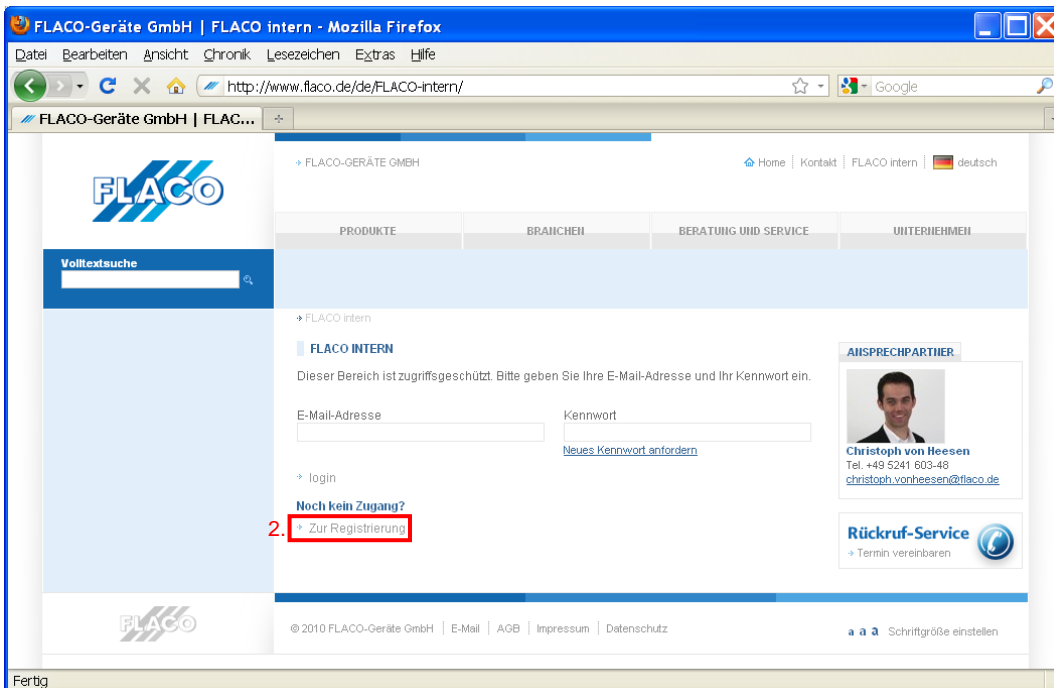 FLACO-Geräte GmbH | FLACO intern - Mozilla Firefox
Datei Bearbeiten Ansicht Chronik Lesezeichen Extras Hilfe
http://www.flaco.de/de/FLACO-intern/
Google
FLACO-Geräte GmbH | FLAC...
FLACO
FLACO-GERÄTE GMBH
Home | Kontakt | FLACO intern | deutsch
PRODUKTE
BRANCHEN
BERATUNG UND SERVICE
UNTERNEHMEN
Volltextsuche
FLACO intern
FLACO INTERN
Dieser Bereich ist zugriffsgeschützt. Bitte geben Sie Ihre E-Mail-Adresse und Ihr Kennwort ein.
E-Mail-Adresse
Kennwort
Neues Kennwort anfordern
login
Noch kein Zugang?
2. Zur Registrierung
ANSPRECHPARTNER
Christoph von Heesen
Tel. +49 5241 603-48
christoph.vonheesen@flaco.de
Rückruf-Service
Termin vereinbaren
FLACO
© 2010 FLACO-Geräte GmbH | E-Mail | AGB | Impressum | Datenschutz
a a a Schriftgröße einstellen
Fertig